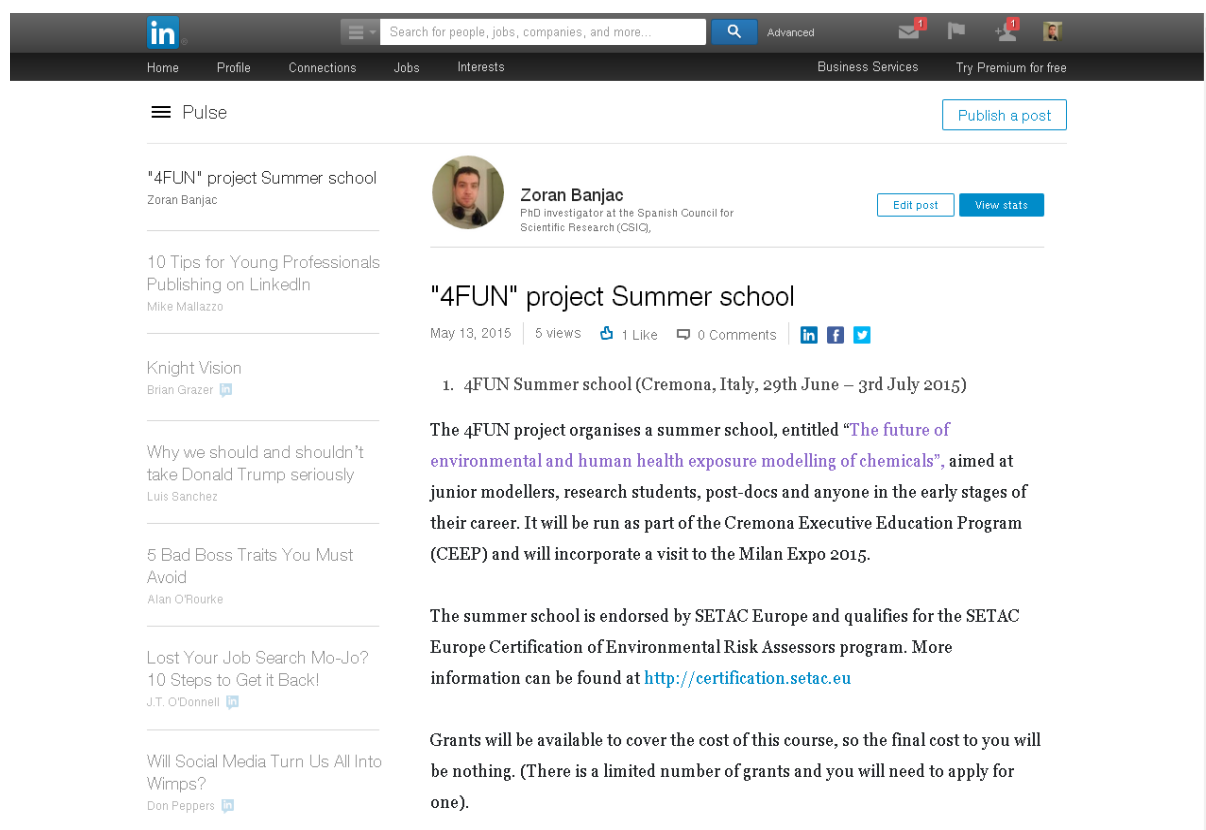 in
Search for people, jobs, companies, and more...
Advanced
1
1
Home Profile Connections Jobs Interests Business Services Try Premium for free
Pulse
Publish a post
"4FUN" project Summer school
Zoran Banjac
10 Tips for Young Professionals
Publishing on LinkedIn
Mike Mallazzo
Knight Vision
Brian Grazer in
Why we should and shouldn't
take Donald Trump seriously
Luis Sanchez
5 Bad Boss Traits You Must
Avoid
Alan O'Rourke
Lost Your Job Search Mo-Jo?
10 Steps to Get it Back!
J.T. O'Donnell in
Will Social Media Turn Us All Into
Wimps?
Don Peppers in
Zoran Banjac
PhD investigator at the Spanish Council for
Scientific Research (CSIC),
Edit post
View stats
"4FUN" project Summer school
May 13, 2015 5 views 1 Like 0 Comments in f
1. 4FUN Summer school (Cremona, Italy, 29th June – 3rd July 2015)
The 4FUN project organises a summer school, entitled “The future of
environmental and human health exposure modelling of chemicals”, aimed at
junior modellers, research students, post-docs and anyone in the early stages of
their career. It will be run as part of the Cremona Executive Education Program
(CEEP) and will incorporate a visit to the Milan Expo 2015.
The summer school is endorsed by SETAC Europe and qualifies for the SETAC
Europe Certification of Environmental Risk Assessors program. More
information can be found at http://certification.setac.eu
Grants will be available to cover the cost of this course, so the final cost to you will
be nothing. (There is a limited number of grants and you will need to apply for
one).